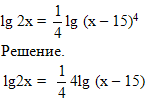 lg 2x = 1/4 lg (x – 15)⁴
Решение.
lg2x = 1/4 4lg (x – 15)